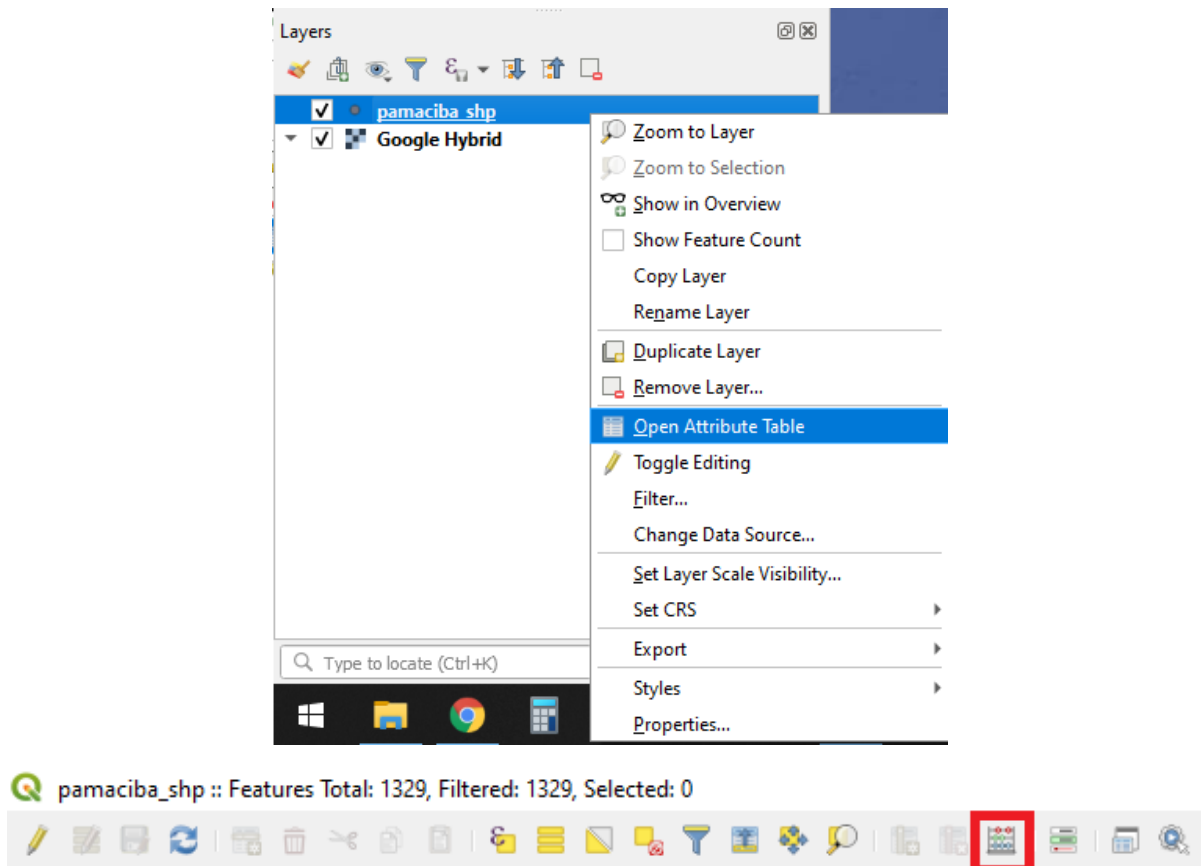 Layers
pamaciba shp
Google Hybrid
Zoom to Layer
Zoom to Selection
Show in Overview
Show Feature Count
Copy Layer
Rename Layer
Duplicate Layer
Remove Layer...
Open Attribute Table
Toggle Editing
Filter...
Change Data Source...
Set Layer Scale Visibility...
Set CRS
Export
Styles
Properties...
Type to locate (Ctrl+K)
pamaciba_shp :: Features Total: 1329, Filtered: 1329, Selected: 0